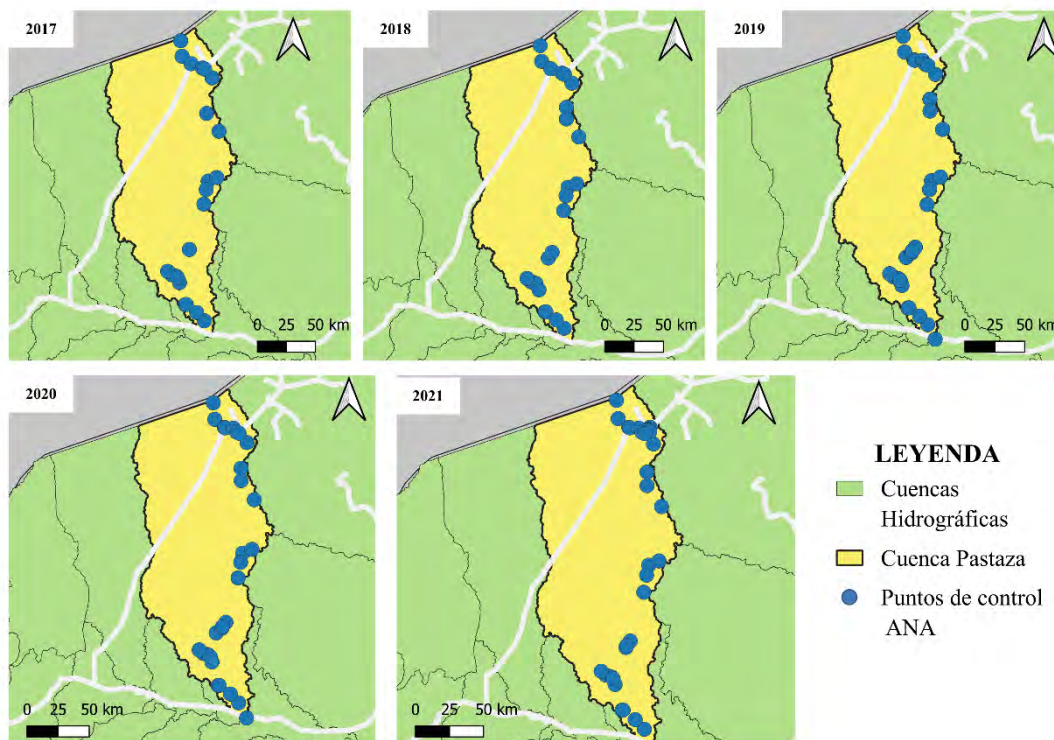 2017
0 25 50 km
2018
0 25 50 km
2019
0 25 50 km
2020
0 25 50 km
2021
0 25 50 km
LEYENDA
Cuencas
Hidrográficas
Cuenca Pastaza
Puntos de control
ANA